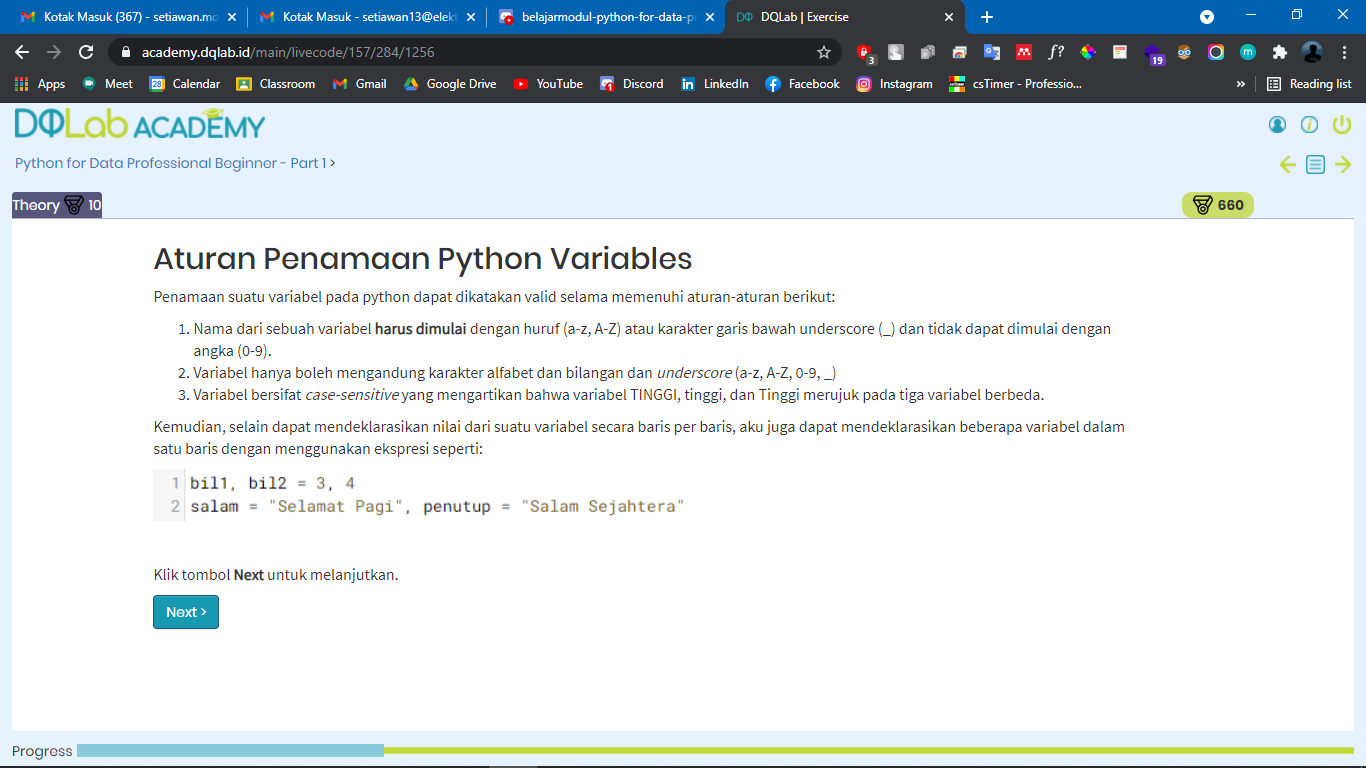 Kotak Masuk (367) - setiawan.mo
Kotak Masuk - setiawan13@elekt
belajarmodul-python-for-data-pr
DQLab | Exercise
academy.dqlab.id/main/livecode/157/284/1256
3
f?
m
19
Apps
Meet
28
Calendar
Classroom
Gmail
Google Drive
YouTube
Discord
LinkedIn
Facebook
Instagram
csTimer - Professio...
»
Reading list
DQLab ACADEMY
Python for Data Professional Beginner - Part 1 >
Theory 10
660
Aturan Penamaan Python Variables
Penamaan suatu variabel pada python dapat dikatakan valid selama memenuhi aturan-aturan berikut:
1. Nama dari sebuah variabel harus dimulai dengan huruf (a-z, A-Z) atau karakter garis bawah underscore (_) dan tidak dapat dimulai dengan
angka (0-9).
2. Variabel hanya boleh mengandung karakter alfabet dan bilangan dan underscore (a-z, A-Z, 0-9, _)
3. Variabel bersifat case-sensitive yang mengartikan bahwa variabel TINGGI, tinggi, dan Tinggi merujuk pada tiga variabel berbeda.
Kemudian, selain dapat mendeklarasikan nilai dari suatu variabel secara baris per baris, aku juga dapat mendeklarasikan beberapa variabel dalam
satu baris dengan menggunakan ekspresi seperti:
1 bil1, bil2 = 3, 4
2 salam = "Selamat Pagi", penutup = "Salam Sejahtera"
Klik tombol Next untuk melanjutkan.
Next >
Progress